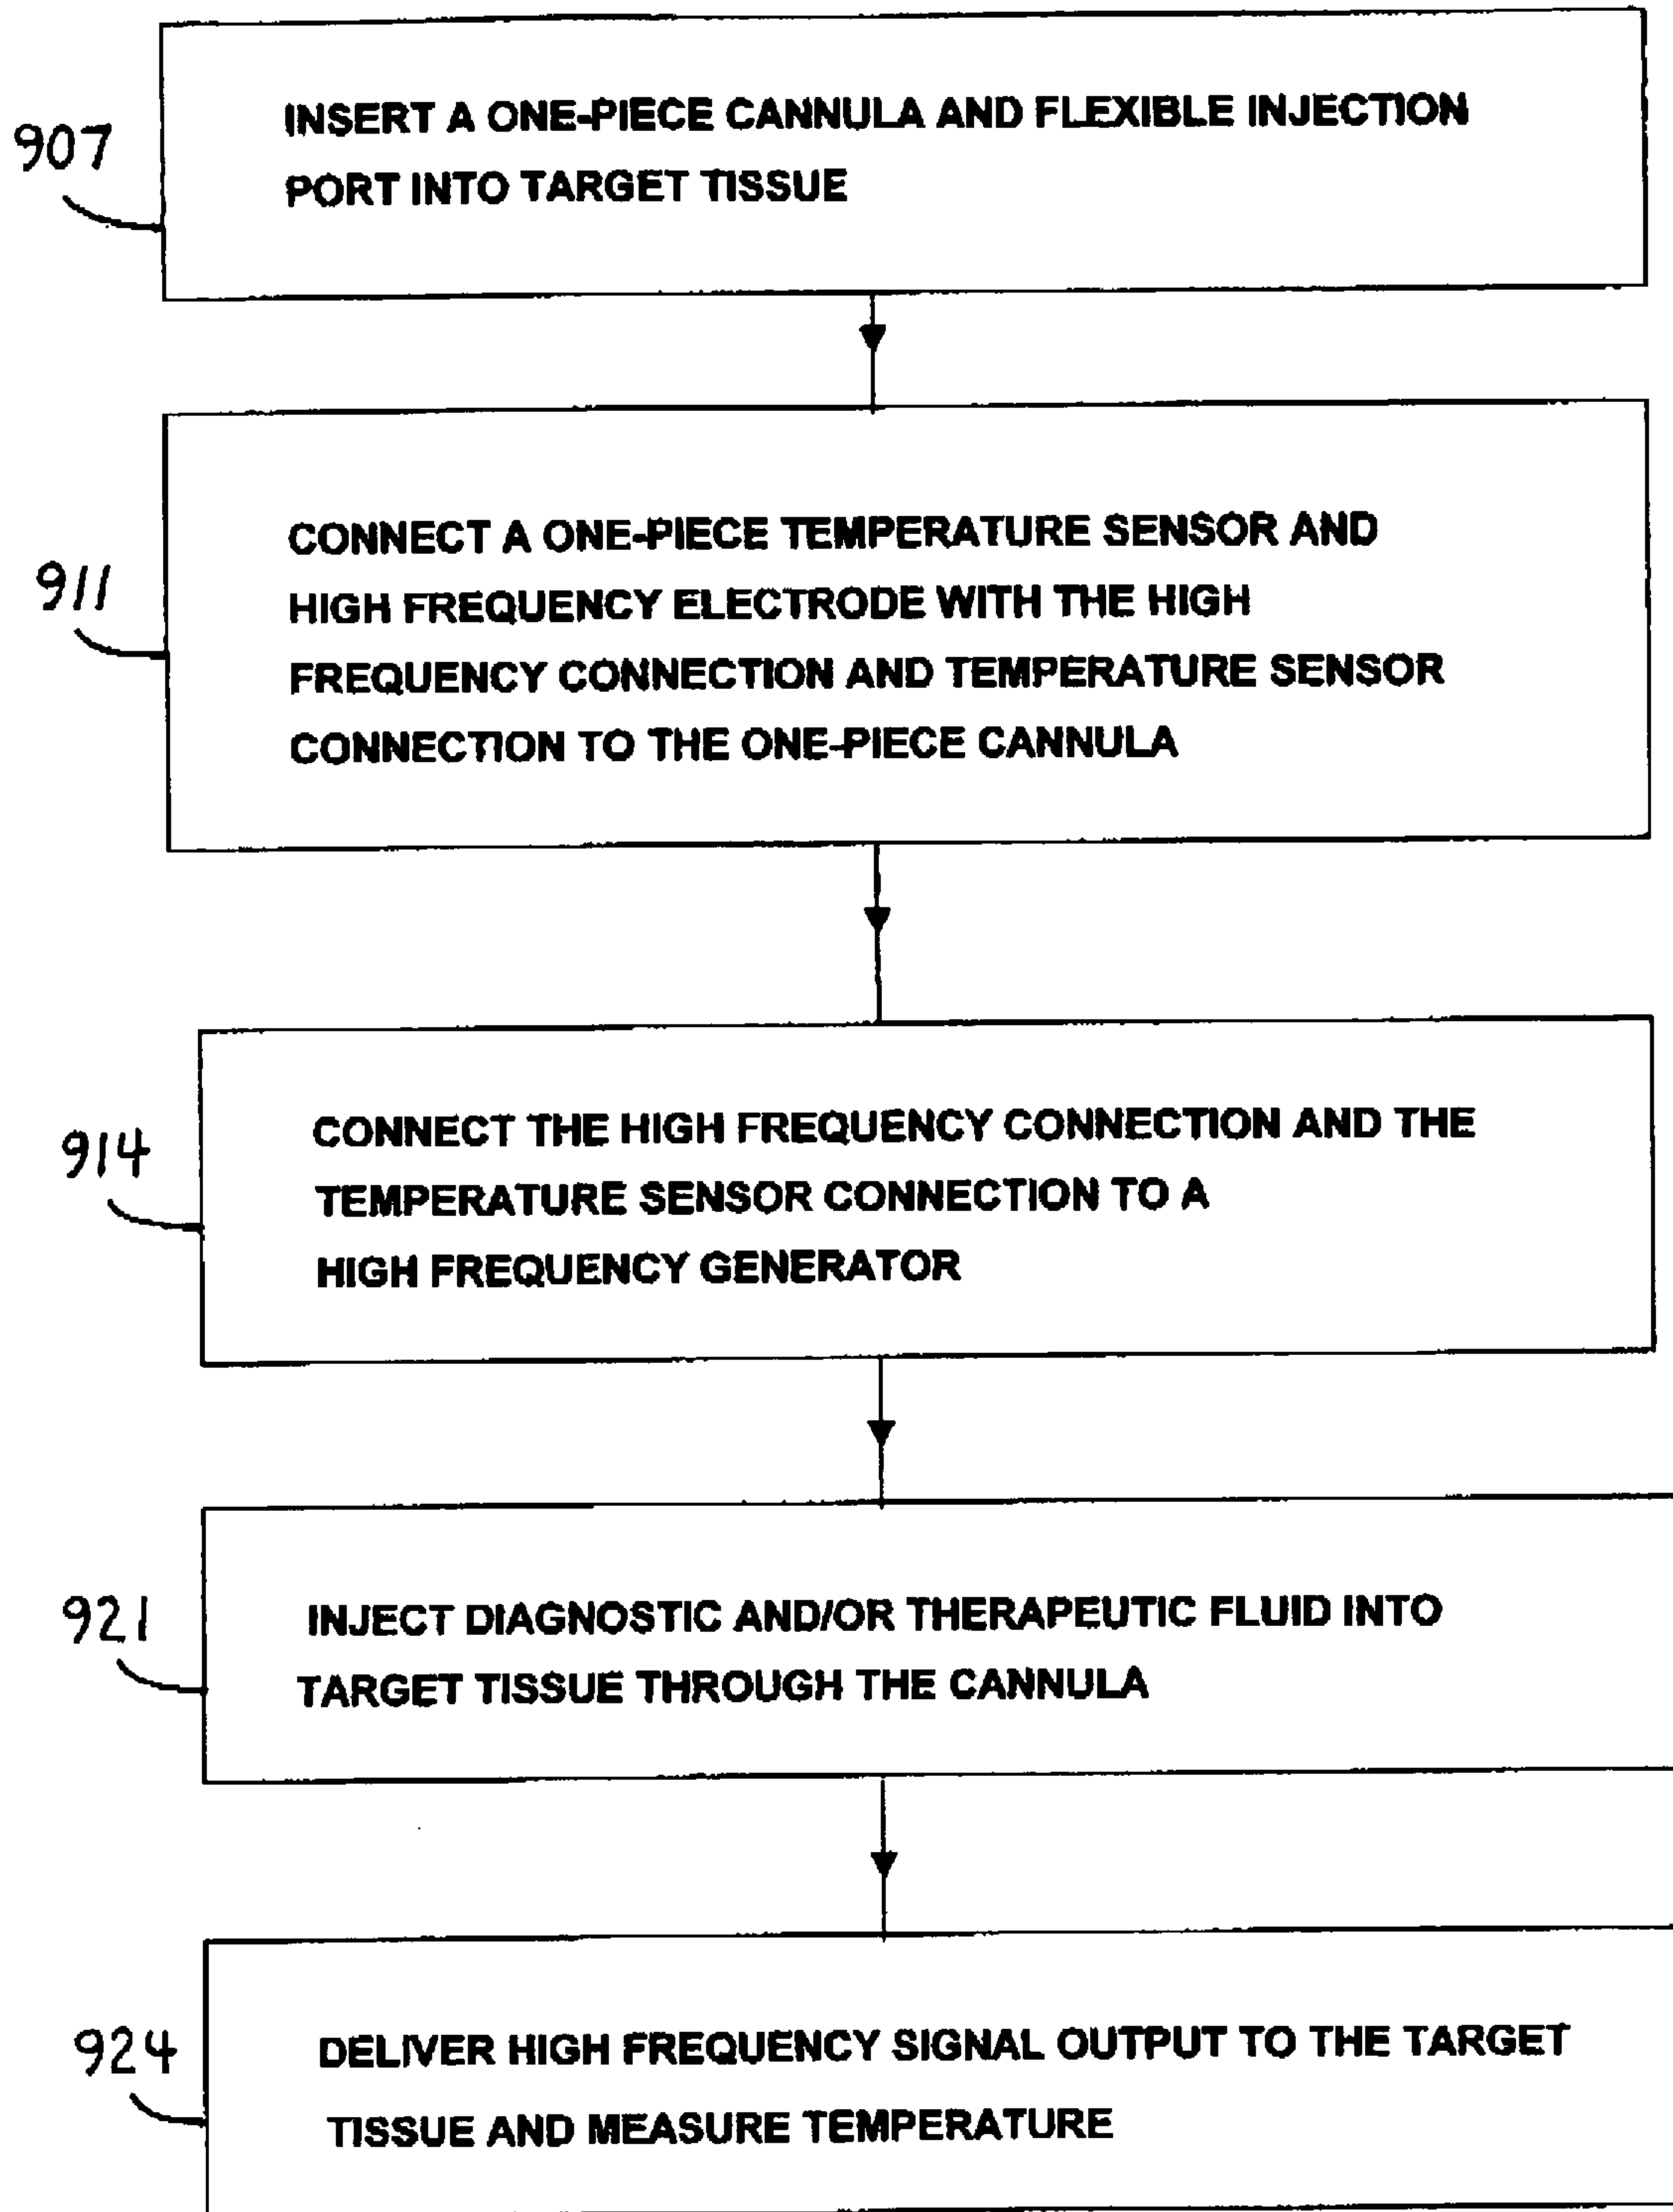 907
INSERT A ONE-PIECE CANNULA AND FLEXIBLE INJECTION
PORT INTO TARGET TISSUE
911
CONNECT A ONE-PIECE TEMPERATURE SENSOR AND
HIGH FREQUENCY ELECTRODE WITH THE HIGH
FREQUENCY CONNECTION AND TEMPERATURE SENSOR
CONNECTION TO THE ONE-PIECE CANNULA
914
CONNECT THE HIGH FREQUENCY CONNECTION AND THE
TEMPERATURE SENSOR CONNECTION TO A
HIGH FREQUENCY GENERATOR
921
INJECT DIAGNOSTIC AND/OR THERAPEUTIC FLUID INTO
TARGET TISSUE THROUGH THE CANNULA
924
DELIVER HIGH FREQUENCY SIGNAL OUTPUT TO THE TARGET
TISSUE AND MEASURE TEMPERATURE